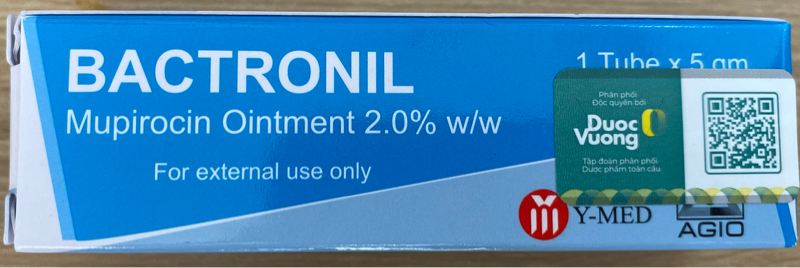 BACTRONIL
1 Tube x 5 gm
Mupirocin Ointment 2.0% w/w
For external use only
Phân phối
Độc quyền bởi
Duoc
Vuong
Tập đoàn phân phối
Dược phẩm toàn cầu
Y-MED
AGIO